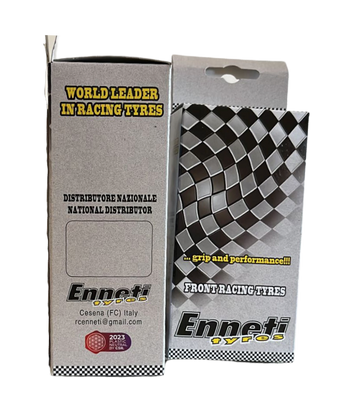 WORLD LEADER
IN RACING TYRES
DISTRIBUTORE NAZIONALE
NATIONAL DISTRIBUTOR
Enneti
tyres
Cesena (FC) Italy
rcenneti@gmail.com
2023
... grip and performance!!!
FRONT RACING TYRES
Enneti
tyres